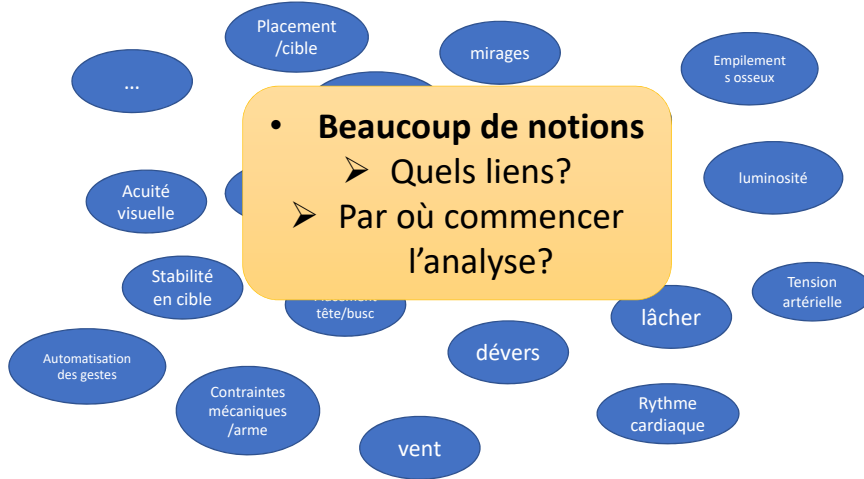 Placement
/cible
mirages
...
Empilement
s osseux
• Beaucoup de notions
➢ Quels liens?
➢ Par où commencer
l’analyse?
Acuité
visuelle
luminosité
Stabilité
en cible
tête/busc
Tension
artérielle
lâcher
dévers
Automatisation
des gestes
Contraintes
mécaniques
/arme
Rythme
cardiaque
vent